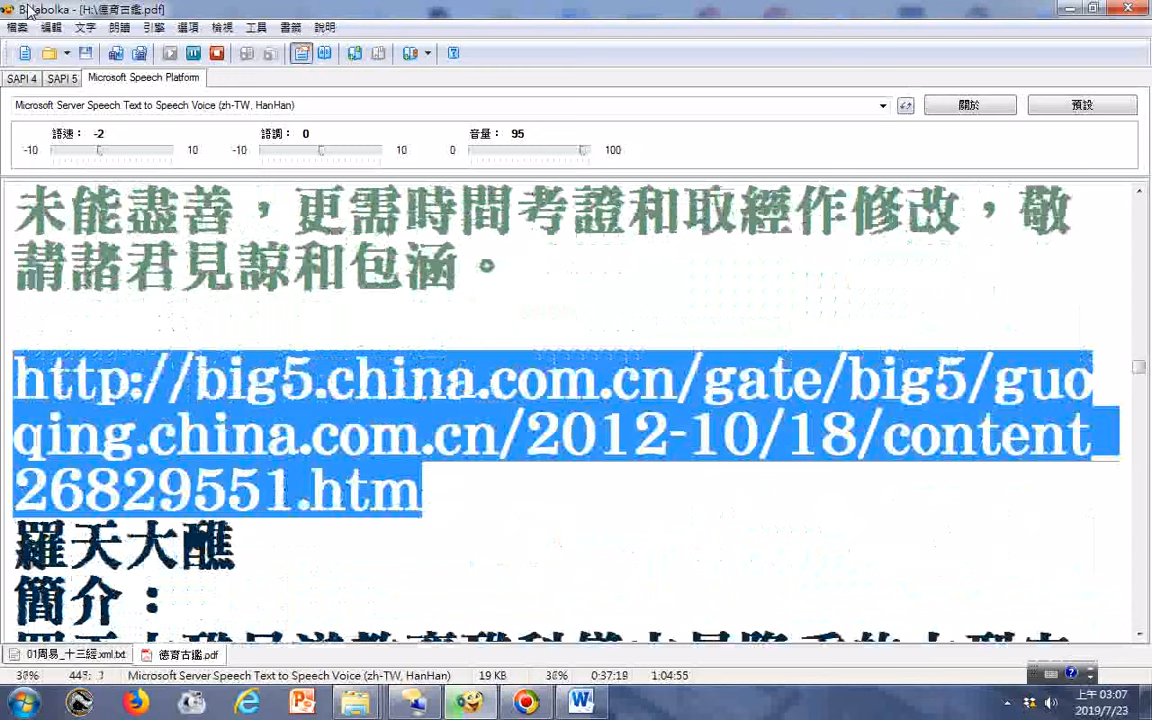 Balabolka - [H:\德育古鑑.pdf]
檔案 編輯 文字 朗讀 引擎 選項 檢視 工具 書籤 說明
SAPI 4 SAPI 5 Microsoft Speech Platform
Microsoft Server Speech Text to Speech Voice (zh-TW, HanHan)
關於 預設
語速： -2 語調： 0 音量： 95
-10 10 -10 10 0 100
未能盡善，更需時間考證和取經作修改，敬
請諸君見諒和包涵。
http://big5.china.com.cn/gate/big5/guo
qing.china.com.cn/2012-10/18/content_
26829551.htm
羅天大醮
簡介：
01周易_十三經.xml.txt 德育古鑑.pdf
Microsoft Server Speech Text to Speech Voice (zh-TW, HanHan) 19 KB 0:37:19 1:04:55
上午 03:07
2019/7/23